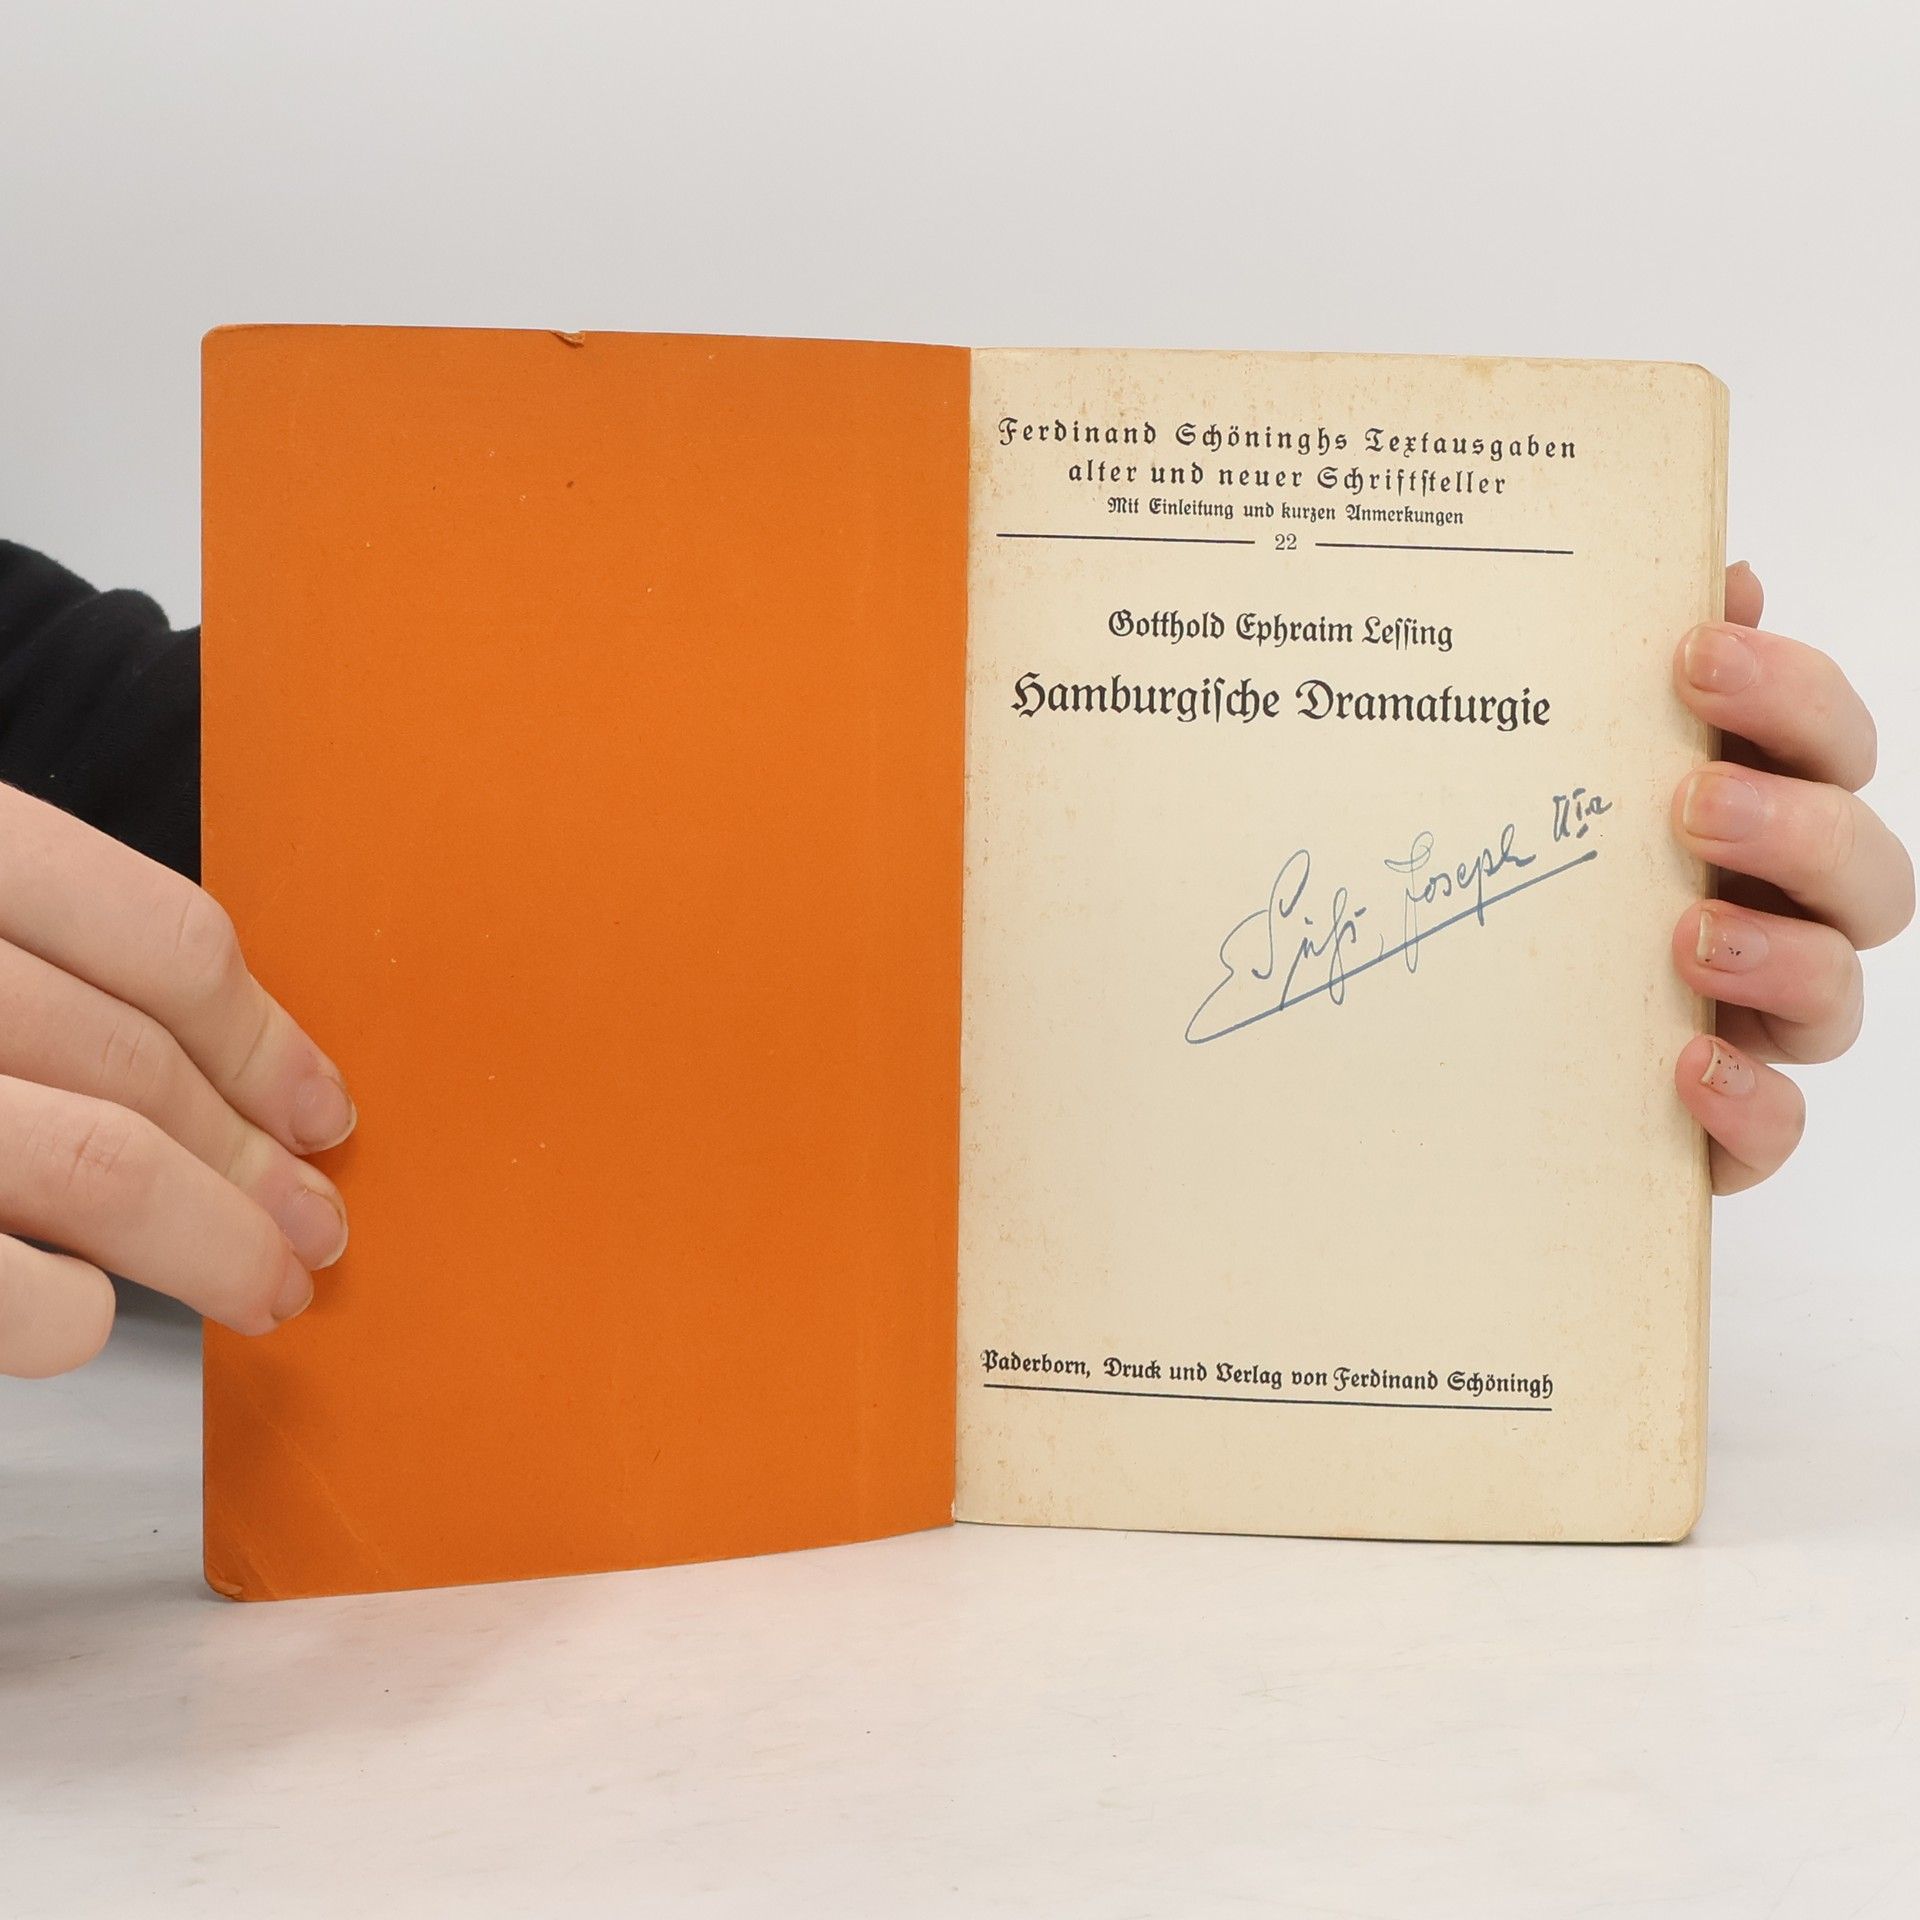 Ferdinand Schöninghs Textausgaben
alter und neuer Schriftſteller
Mit Einleitung und kurzen Anmerkungen
22
Gotthold Ephraim Leſſing
Hamburgiſche Dramaturgie
Joseph
Paderborn, Druck und Verlag von Ferdinand Schöningh